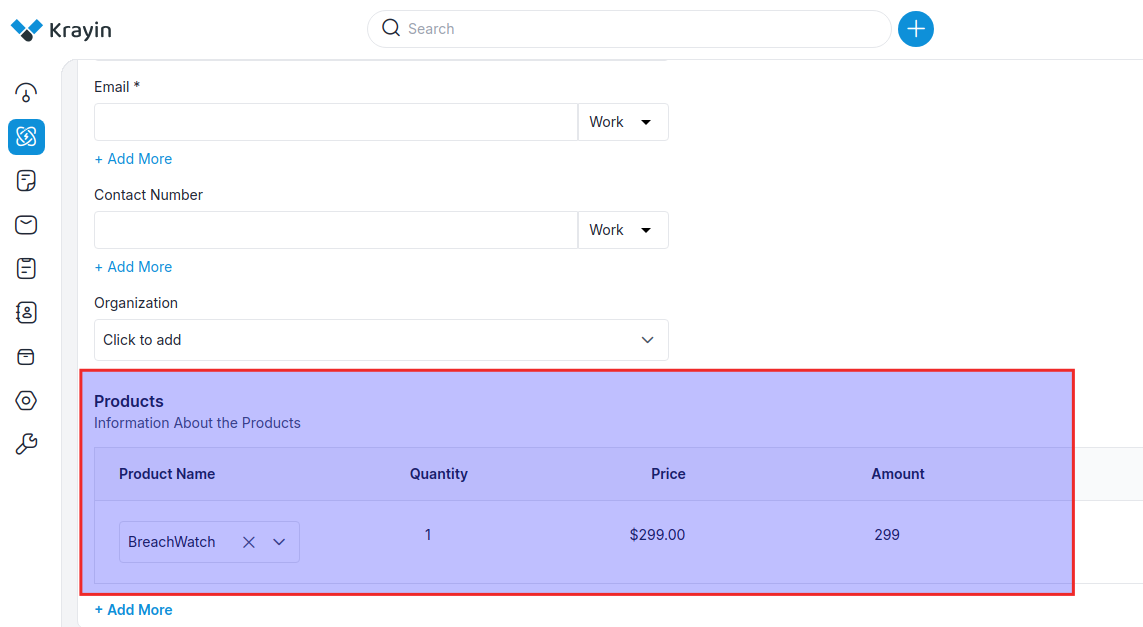 Krayin
Search
Email *
Work
+ Add More
Contact Number
Work
+ Add More
Organization
Click to add
Products
Information About the Products
Product Name Quantity Price Amount
BreachWatch 1 $299.00 299
+ Add More